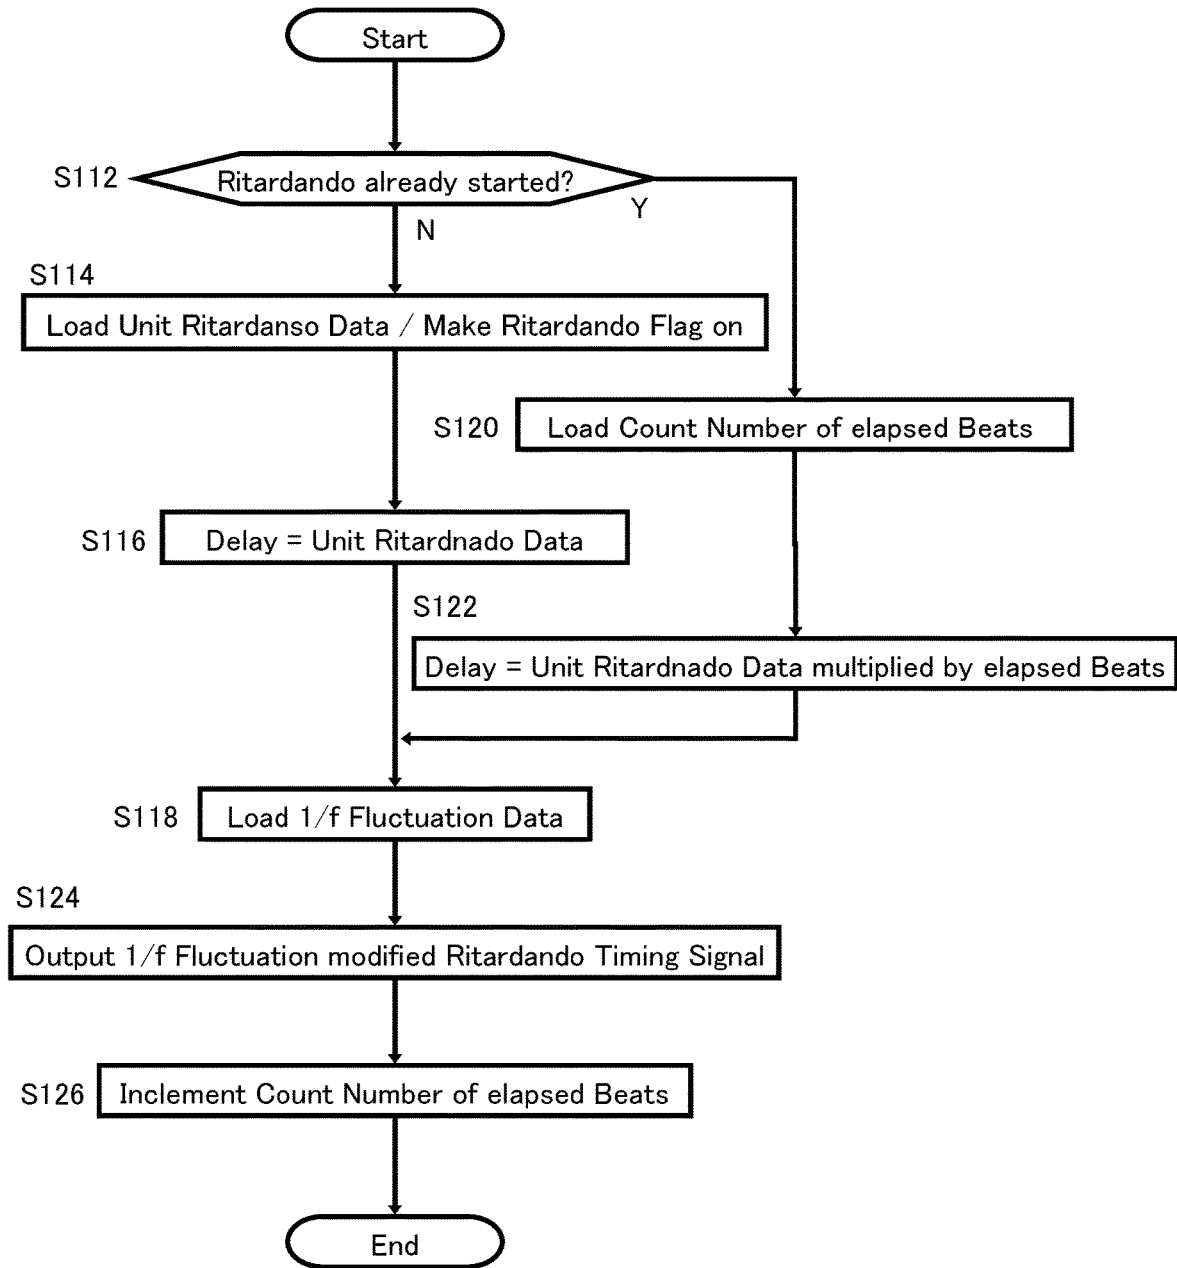 Start
S112
Ritardando already started?
Y
N
S114
Load Unit Ritardanso Data / Make Ritardando Flag on
S120
Load Count Number of elapsed Beats
S116
Delay = Unit Ritardnado Data
S122
Delay = Unit Ritardnado Data multiplied by elapsed Beats
S118
Load 1/f Fluctuation Data
S124
Output 1/f Fluctuation modified Ritardando Timing Signal
S126
Inclement Count Number of elapsed Beats
End